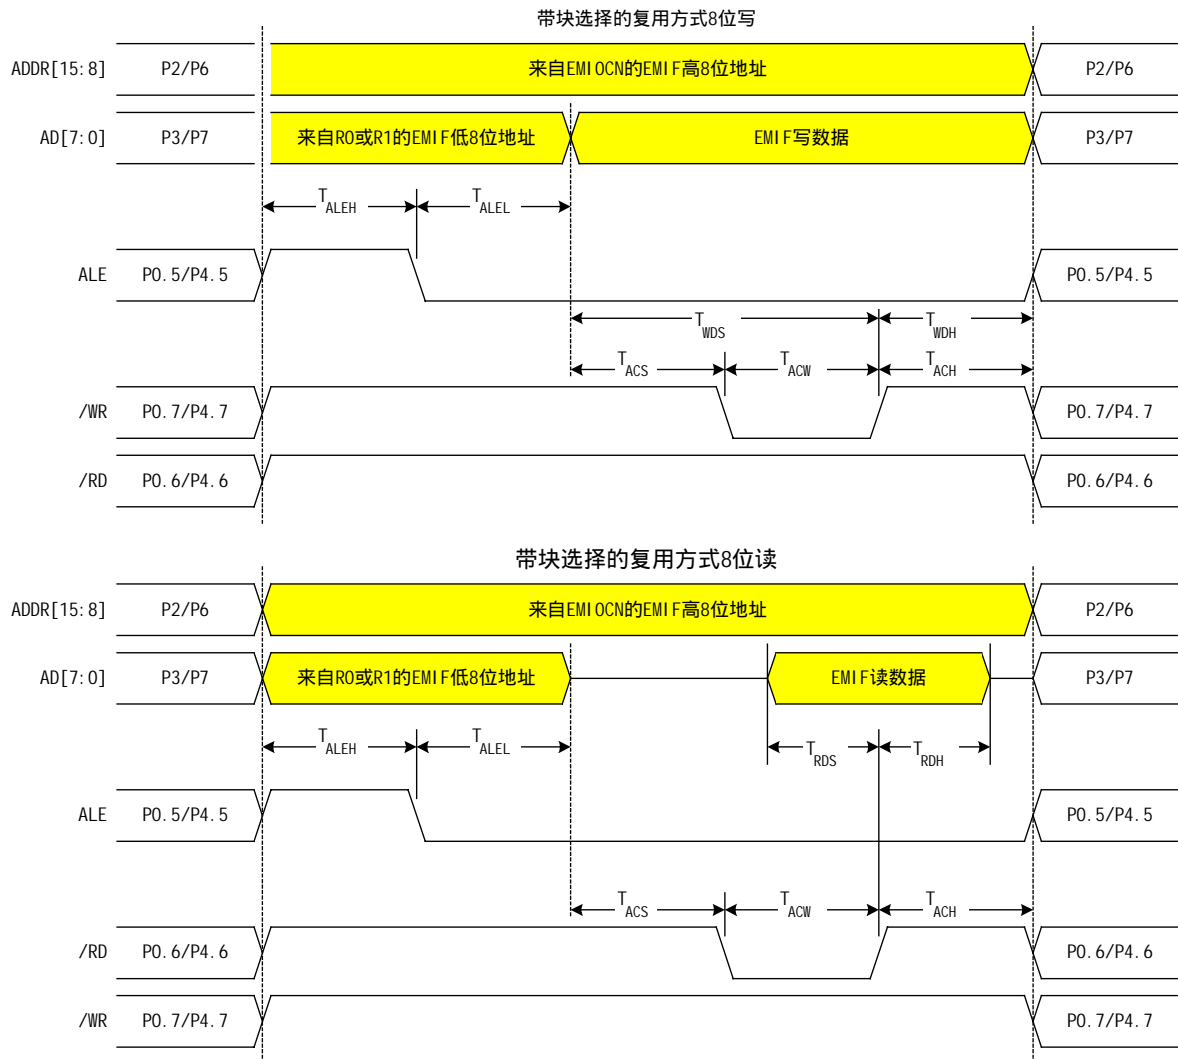 带块选择的复用方式8位写
ADDR[15:8] P2/P6 来自EMI0CN的EMIF高8位地址 P2/P6
AD[7:0] P3/P7 来自R0或R1的EMIF低8位地址 EMIF写数据 P3/P7
TALEH TALEL
ALE P0.5/P4.5 P0.5/P4.5
TWDS TWDH
TACS TACW TACH
/WR P0.7/P4.7 P0.7/P4.7
/RD P0.6/P4.6 P0.6/P4.6
带块选择的复用方式8位读
ADDR[15:8] P2/P6 来自EMI0CN的EMIF高8位地址 P2/P6
AD[7:0] P3/P7 来自R0或R1的EMIF低8位地址 EMIF读数据 P3/P7
TALEH TALEL TRDS TRDH
ALE P0.5/P4.5 P0.5/P4.5
TACS TACW TACH
/RD P0.6/P4.6 P0.6/P4.6
/WR P0.7/P4.7 P0.7/P4.7